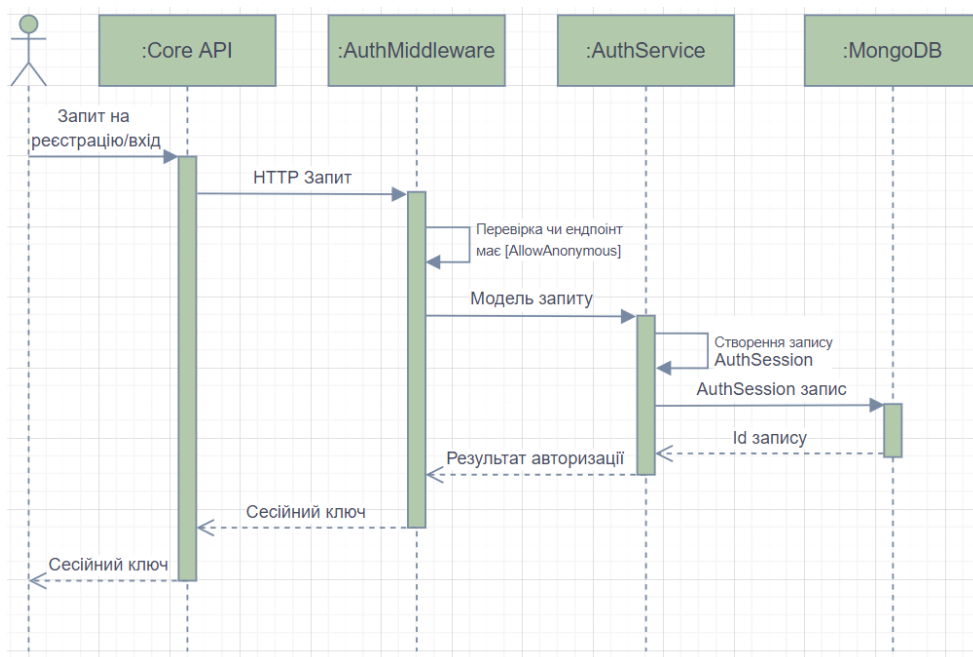 :Core API
:AuthMiddleware
:AuthService
:MongoDB
Запит на
реєстрацію/вхід
HTTP Запит
Перевірка чи ендпоінт
має [AllowAnonymous]
Модель запиту
Створення запису
AuthSession
AuthSession запис
Id запису
Результат авторизації
Сесійний ключ
Сесійний ключ